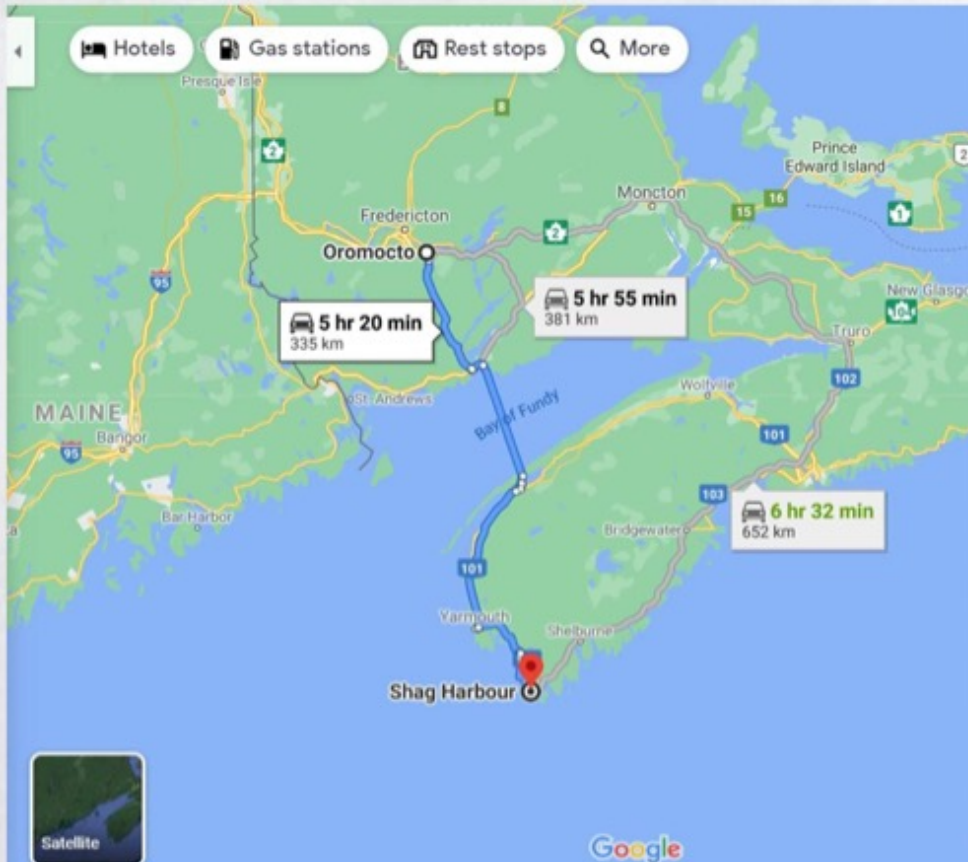 Hotels
Gas stations
Rest stops
More
Presque Isle
8
2
Prince
Edward Island
2
Moncton
16
15
1
Fredericton
2
Oromocto
95
5 hr 55 min
381 km
New Glasg
104
5 hr 20 min
335 km
Truro
102
St. Andrews
Wolfville
MAINE
Bay of Fundy
Bangor
95
101
103
6 hr 32 min
652 km
Bar Harbor
Bridgewater
101
Yarmouth
Shelburne
Shag Harbour
Satellite
Google